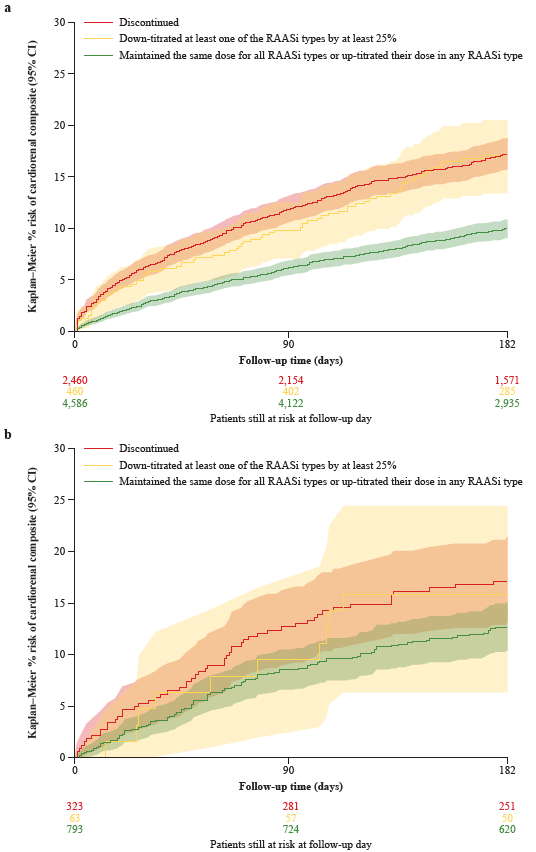 a
Kaplan–Meier % risk of cardiorenal composite (95% CI)
30
25
20
15
10
5
0
Discontinued
Down-titrated at least one of the RAASi types by at least 25%
Maintained the same dose for all RAASi types or up-titrated their dose in any RAASi type
0 90 182
Follow-up time (days)
2,460 2,154 1,571
460 402 285
4,586 4,122 2,935
Patients still at risk at follow-up day
b
Kaplan–Meier % risk of cardiorenal composite (95% CI)
30
25
20
15
10
5
0
Discontinued
Down-titrated at least one of the RAASi types by at least 25%
Maintained the same dose for all RAASi types or up-titrated their dose in any RAASi type
0 90 182
Follow-up time (days)
323 281 251
63 57 50
793 724 620
Patients still at risk at follow-up day